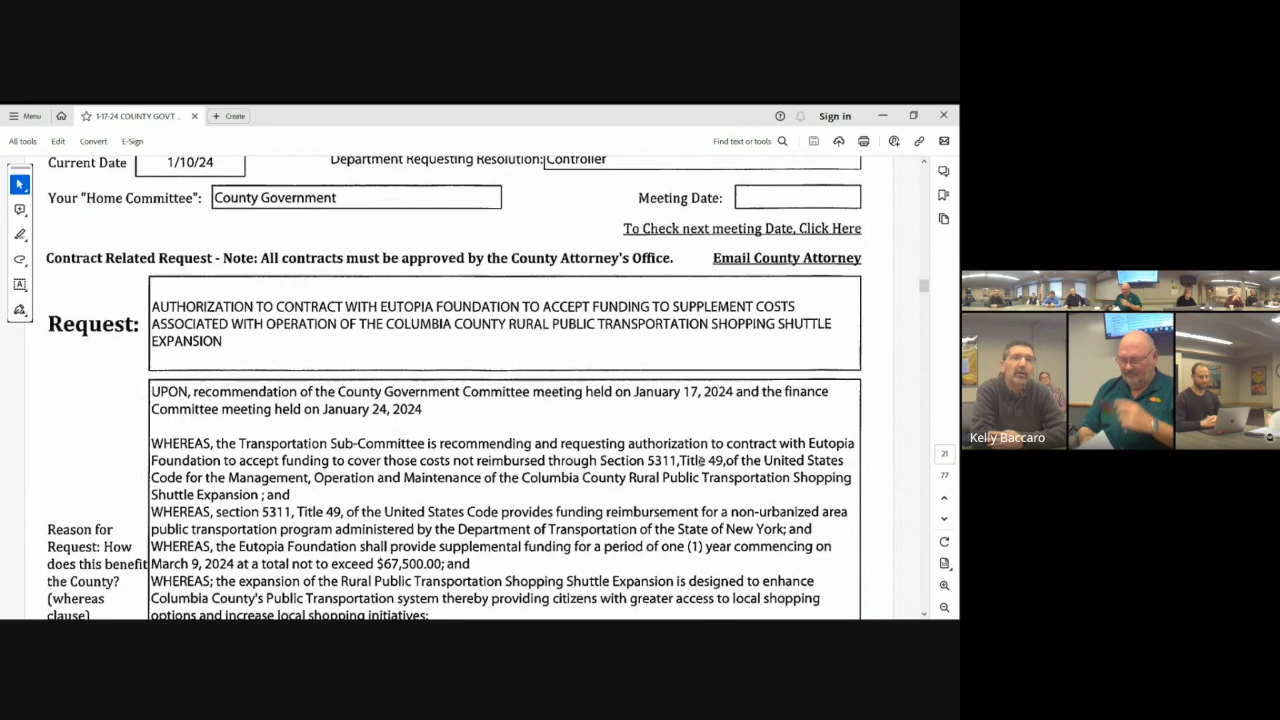 Menu
1-17-24 COUNTY GOVT ...
Create
Sign in
All tools
Edit
Convert
E-Sign
Find text or tools
Current Date
1/10/24
Department Requesting Resolution:
Controller
Your "Home Committee":
County Government
Meeting Date:
To Check next meeting Date, Click Here
Contract Related Request - Note: All contracts must be approved by the County Attorney's Office.
Email County Attorney
Request:
AUTHORIZATION TO CONTRACT WITH EUTOPIA FOUNDATION TO ACCEPT FUNDING TO SUPPLEMENT COSTS
ASSOCIATED WITH OPERATION OF THE COLUMBIA COUNTY RURAL PUBLIC TRANSPORTATION SHOPPING SHUTTLE
EXPANSION
UPON, recommendation of the County Government Committee meeting held on January 17, 2024 and the finance
Committee meeting held on January 24, 2024
WHEREAS, the Transportation Sub-Committee is recommending and requesting authorization to contract with Eutopia
Foundation to accept funding to cover those costs not reimbursed through Section 5311,Title 49,of the United States
Code for the Management, Operation and Maintenance of the Columbia County Rural Public Transportation Shopping
Shuttle Expansion ; and
WHEREAS, section 5311, Title 49, of the United States Code provides funding reimbursement for a non-urbanized area
public transportation program administered by the Department of Transportation of the State of New York; and
WHEREAS, the Eutopia Foundation shall provide supplemental funding for a period of one (1) year commencing on
March 9, 2024 at a total not to exceed $67,500.00; and
WHEREAS; the expansion of the Rural Public Transportation Shopping Shuttle Expansion is designed to enhance
Columbia County's Public Transportation system thereby providing citizens with greater access to local shopping
options and increase local shopping initiatives;
Reason for
Request: How
does this benefit
the County?
(whereas
clause)
21
77
Kelly Baccaro